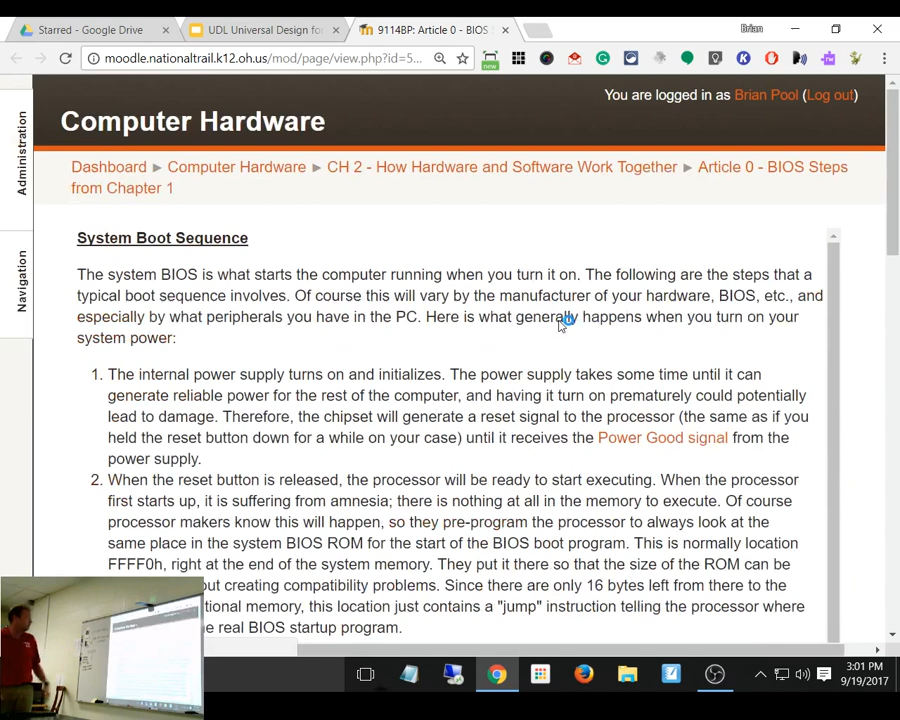 Starred - Google Drive
UDL Universal Design for
9114BP: Article 0 - BIOS
Brian
moodle.nationaltrail.k12.oh.us/mod/page/view.php?id=5...
new
You are logged in as Brian Pool (Log out)
Computer Hardware
Administration
Navigation
Dashboard ▶ Computer Hardware ▶ CH 2 - How Hardware and Software Work Together ▶ Article 0 - BIOS Steps
from Chapter 1
System Boot Sequence
The system BIOS is what starts the computer running when you turn it on. The following are the steps that a
typical boot sequence involves. Of course this will vary by the manufacturer of your hardware, BIOS, etc., and
especially by what peripherals you have in the PC. Here is what generally happens when you turn on your
system power:
1. The internal power supply turns on and initializes. The power supply takes some time until it can
generate reliable power for the rest of the computer, and having it turn on prematurely could potentially
lead to damage. Therefore, the chipset will generate a reset signal to the processor (the same as if you
held the reset button down for a while on your case) until it receives the Power Good signal from the
power supply.
2. When the reset button is released, the processor will be ready to start executing. When the processor
first starts up, it is suffering from amnesia; there is nothing at all in the memory to execute. Of course
processor makers know this will happen, so they pre-program the processor to always look at the
same place in the system BIOS ROM for the start of the BIOS boot program. This is normally location
FFFF0h, right at the end of the system memory. They put it there so that the size of the ROM can be
out creating compatibility problems. Since there are only 16 bytes left from there to the
tional memory, this location just contains a "jump" instruction telling the processor where
e real BIOS startup program.
3:01 PM
9/19/2017